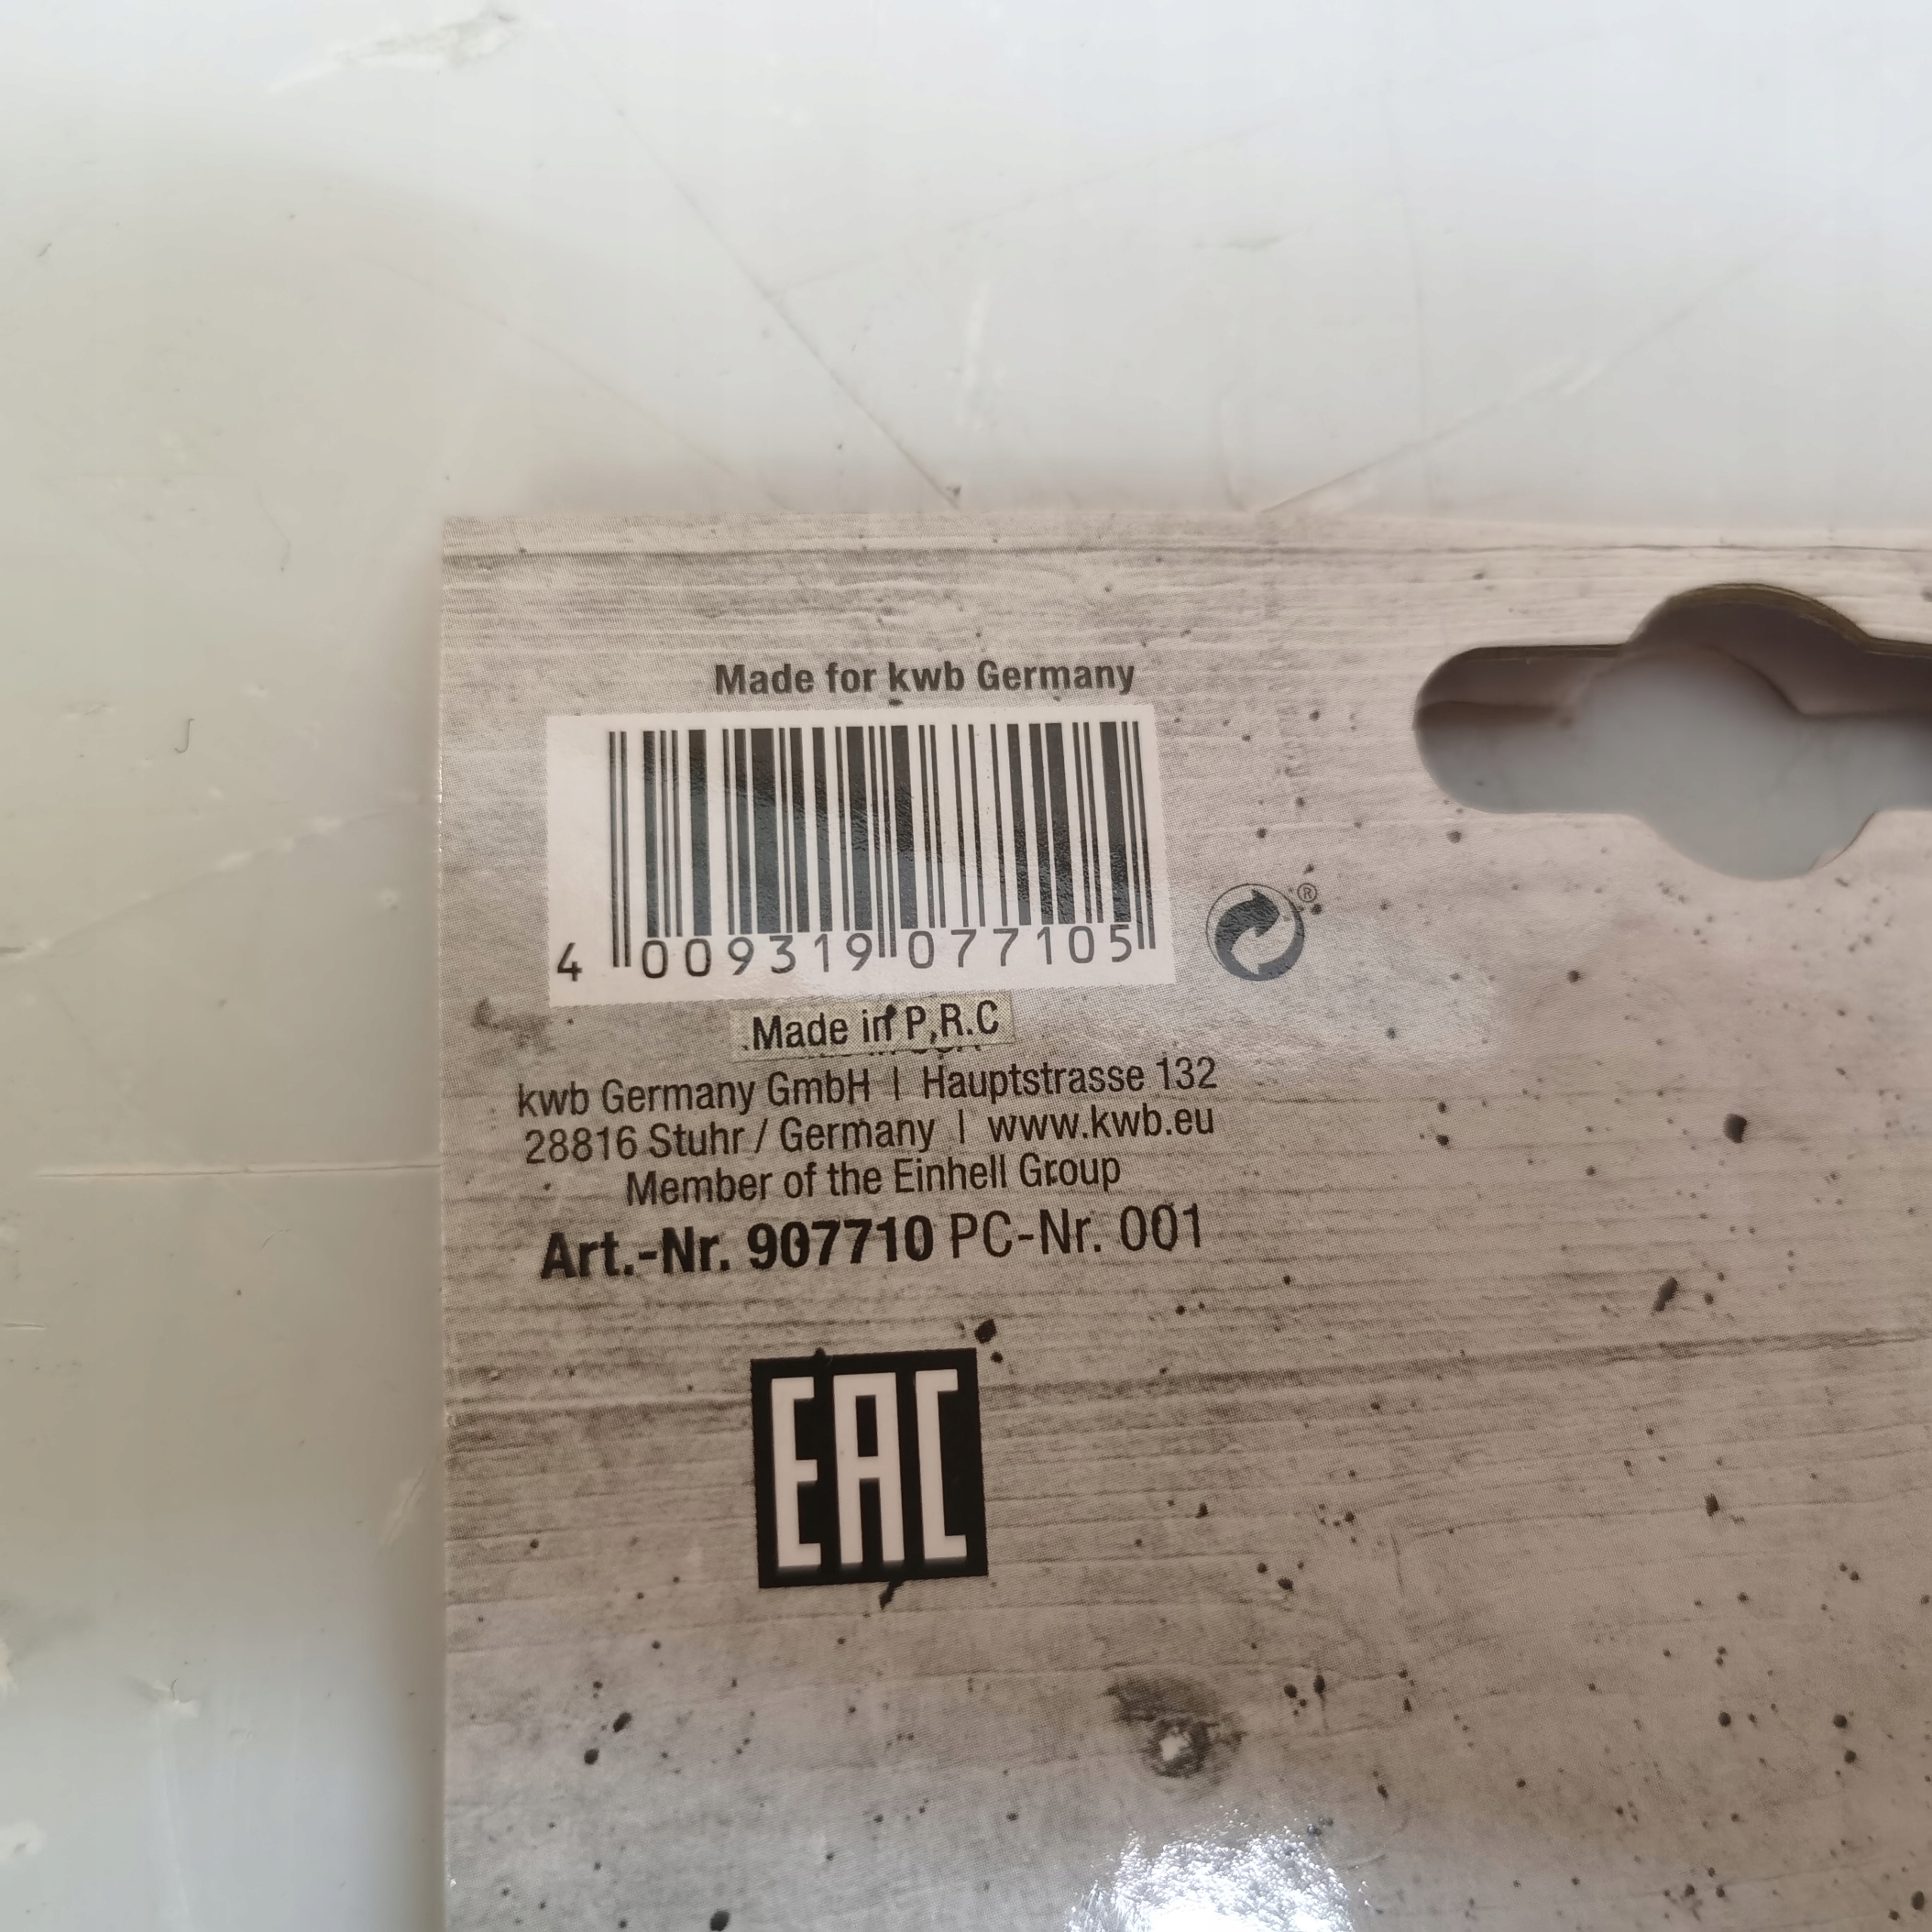 Made for kwb Germany
4 009319 077105
®
Made in P,R.C
kwb Germany GmbH | Hauptstrasse 132
28816 Stuhr / Germany | www.kwb.eu
Member of the Einhell Group
Art.-Nr. 907710 PC-Nr. 001
EAC